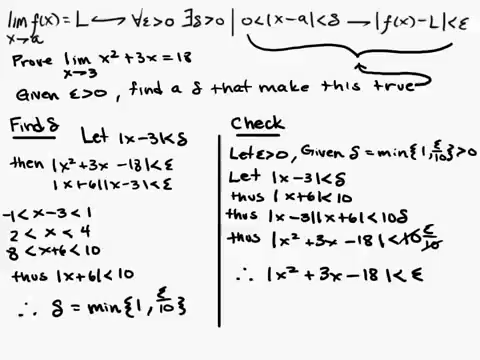 lim f(x) = L ⟷ ∀ε>0 ∃δ>0 | 0<|x-a|<δ → |f(x)-L|<ε
x→a
Prove lim x² + 3x = 18
x→3
Given ε>0, find a δ that make this true
Find δ
Let |x-3|<δ
then |x²+3x-18|<ε
|x+6||x-3|<ε
-1<x-3<1
2 < x < 4
8 < x+6 < 10
thus |x+6|<10
∴ δ = min{1, ε/10}
Check
Let ε>0, Given δ = min{1, ε/10}>0
Let |x-3|<δ
thus |x+6|<10
thus |x-3||x+6|<10δ
thus |x² + 3x - 18|<10 ε/10
∴ |x² + 3x - 18| < ε